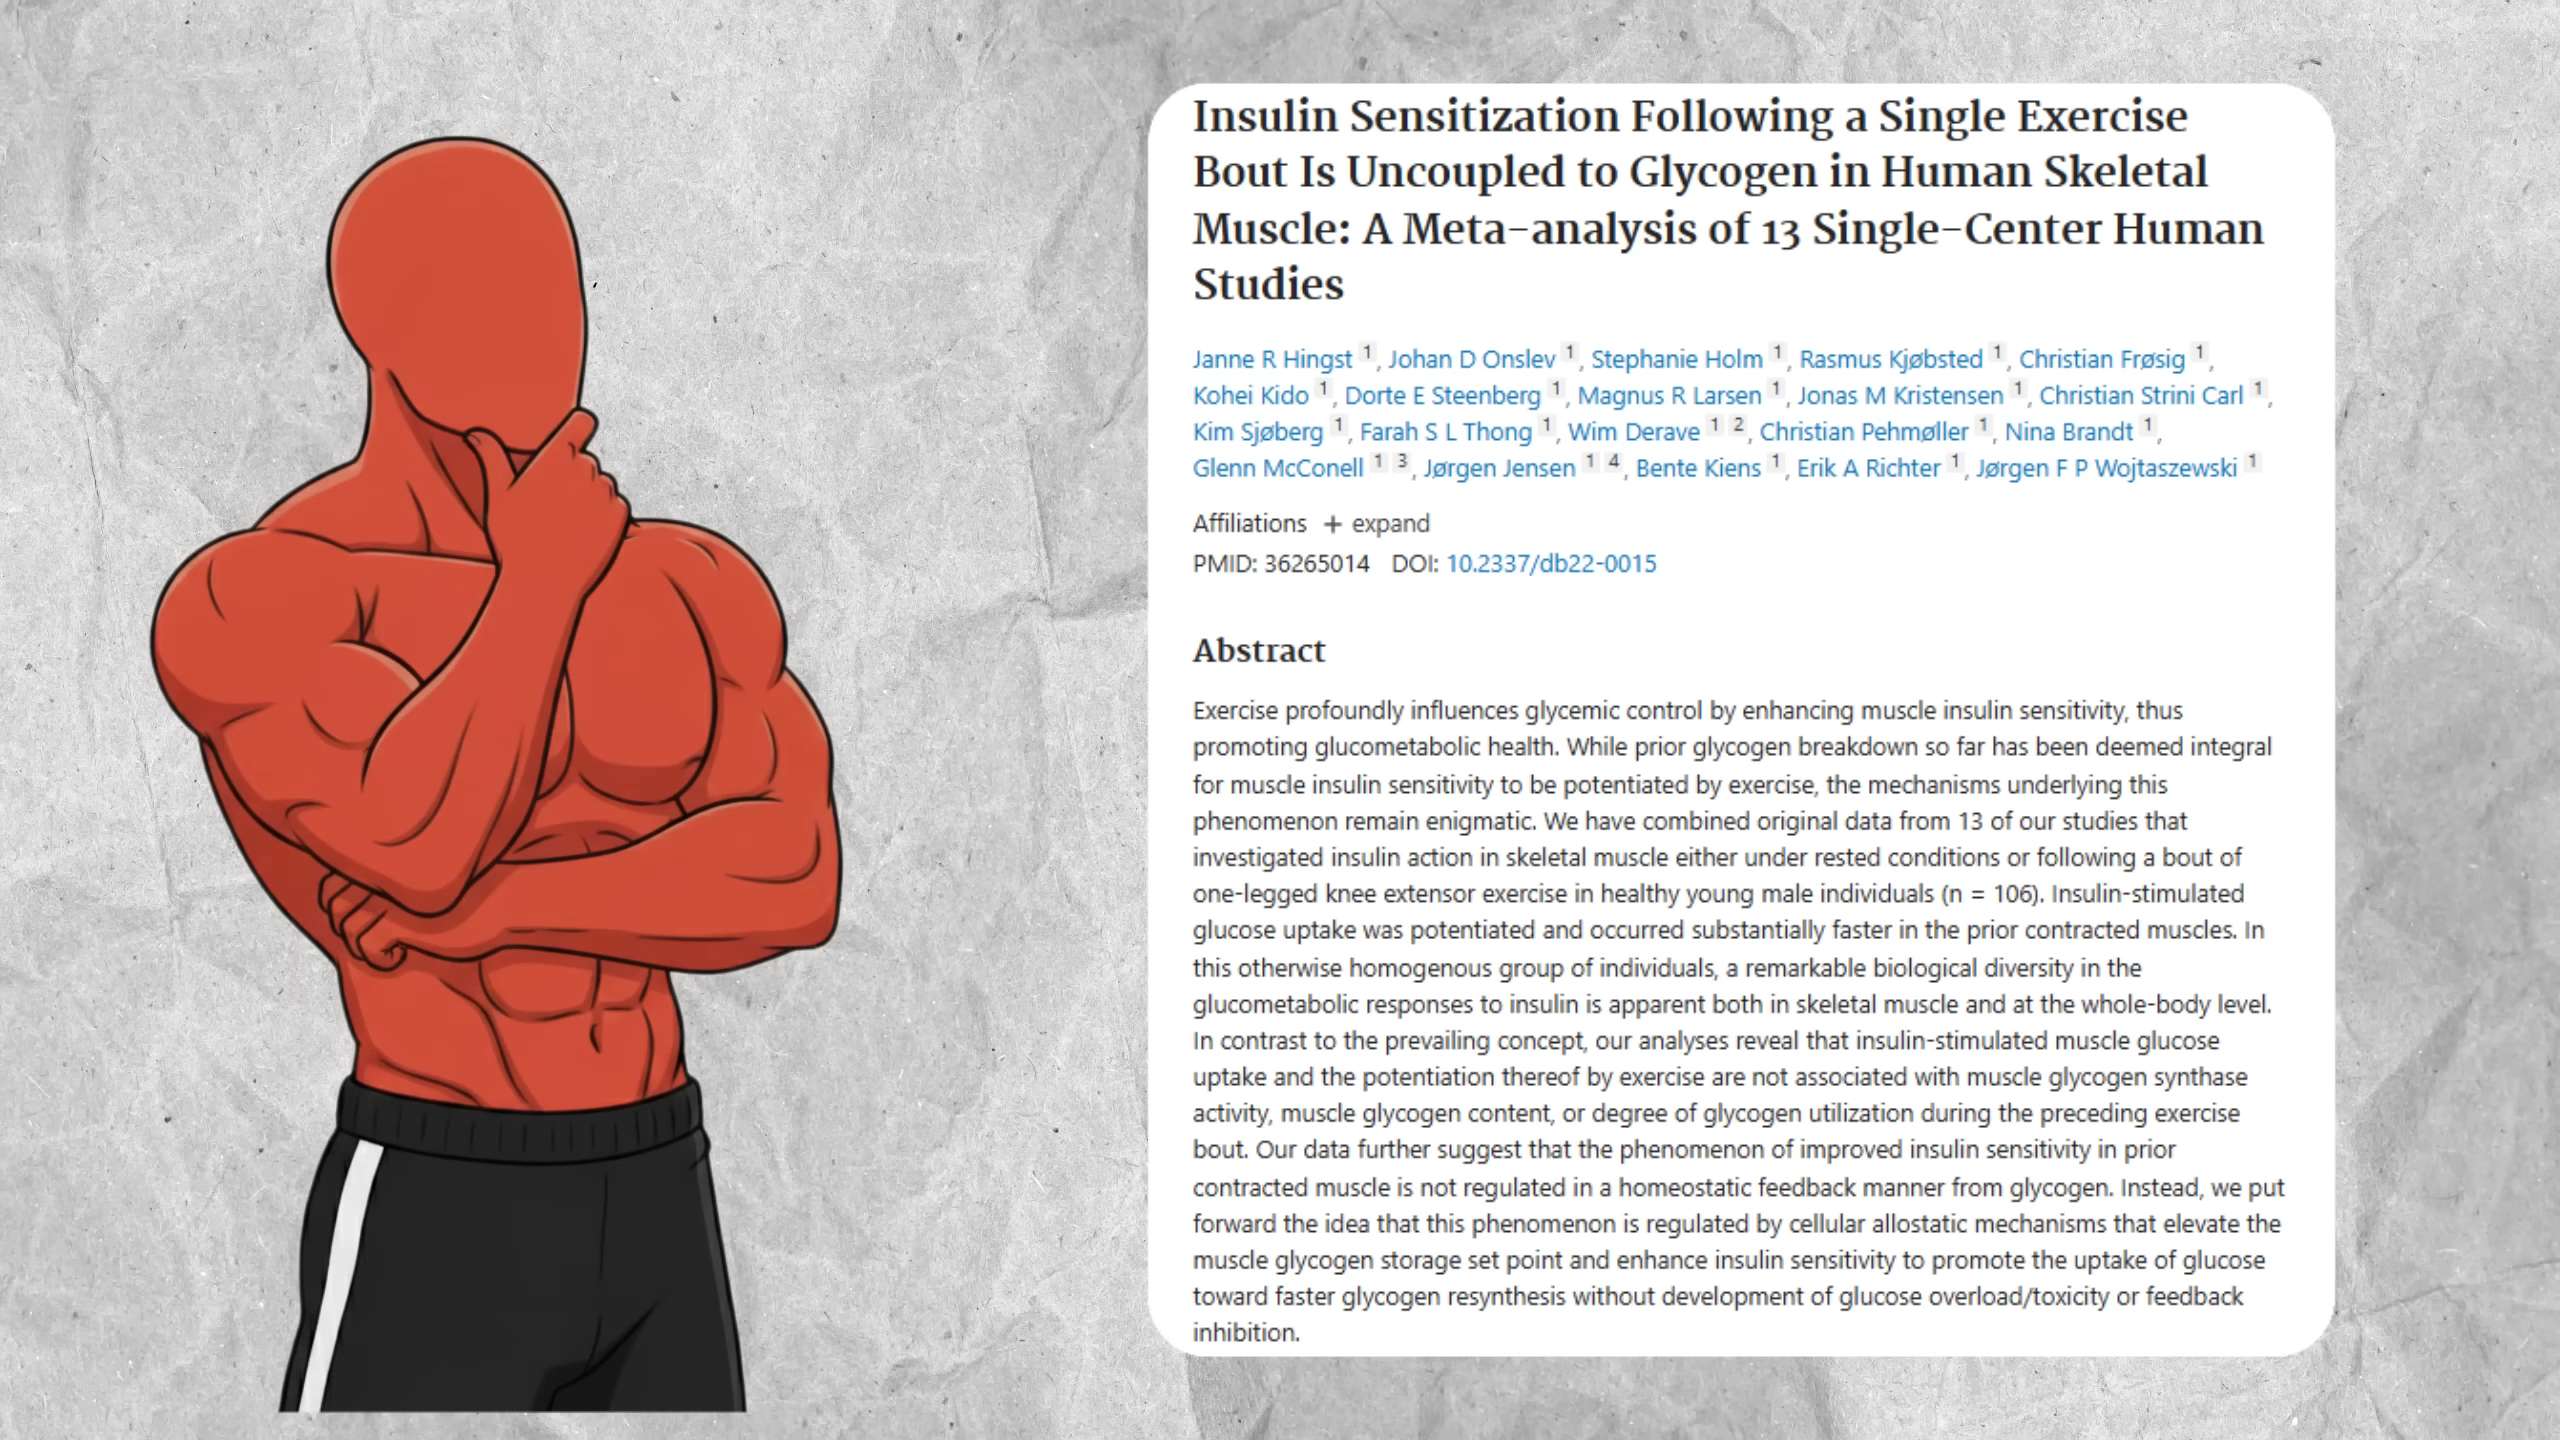 Insulin Sensitization Following a Single Exercise
Bout Is Uncoupled to Glycogen in Human Skeletal
Muscle: A Meta-analysis of 13 Single-Center Human
Studies
Janne R Hingst 1, Johan D Onslev 1, Stephanie Holm 1, Rasmus Kjøbsted 1, Christian Frøsig 1,
Kohei Kido 1, Dorte E Steenberg 1, Magnus R Larsen 1, Jonas M Kristensen 1, Christian Strini Carl 1,
Kim Sjøberg 1, Farah S L Thong 1, Wim Derave 1 2, Christian Pehmøller 1, Nina Brandt 1,
Glenn McConell 1 3, Jørgen Jensen 1 4, Bente Kiens 1, Erik A Richter 1, Jørgen F P Wojtaszewski 1
Affiliations + expand
PMID: 36265014 DOI: 10.2337/db22-0015
Abstract
Exercise profoundly influences glycemic control by enhancing muscle insulin sensitivity, thus
promoting glucometabolic health. While prior glycogen breakdown so far has been deemed integral
for muscle insulin sensitivity to be potentiated by exercise, the mechanisms underlying this
phenomenon remain enigmatic. We have combined original data from 13 of our studies that
investigated insulin action in skeletal muscle either under rested conditions or following a bout of
one-legged knee extensor exercise in healthy young male individuals (n = 106). Insulin-stimulated
glucose uptake was potentiated and occurred substantially faster in the prior contracted muscles. In
this otherwise homogenous group of individuals, a remarkable biological diversity in the
glucometabolic responses to insulin is apparent both in skeletal muscle and at the whole-body level.
In contrast to the prevailing concept, our analyses reveal that insulin-stimulated muscle glucose
uptake and the potentiation thereof by exercise are not associated with muscle glycogen synthase
activity, muscle glycogen content, or degree of glycogen utilization during the preceding exercise
bout. Our data further suggest that the phenomenon of improved insulin sensitivity in prior
contracted muscle is not regulated in a homeostatic feedback manner from glycogen. Instead, we put
forward the idea that this phenomenon is regulated by cellular allostatic mechanisms that elevate the
muscle glycogen storage set point and enhance insulin sensitivity to promote the uptake of glucose
toward faster glycogen resynthesis without development of glucose overload/toxicity or feedback
inhibition.